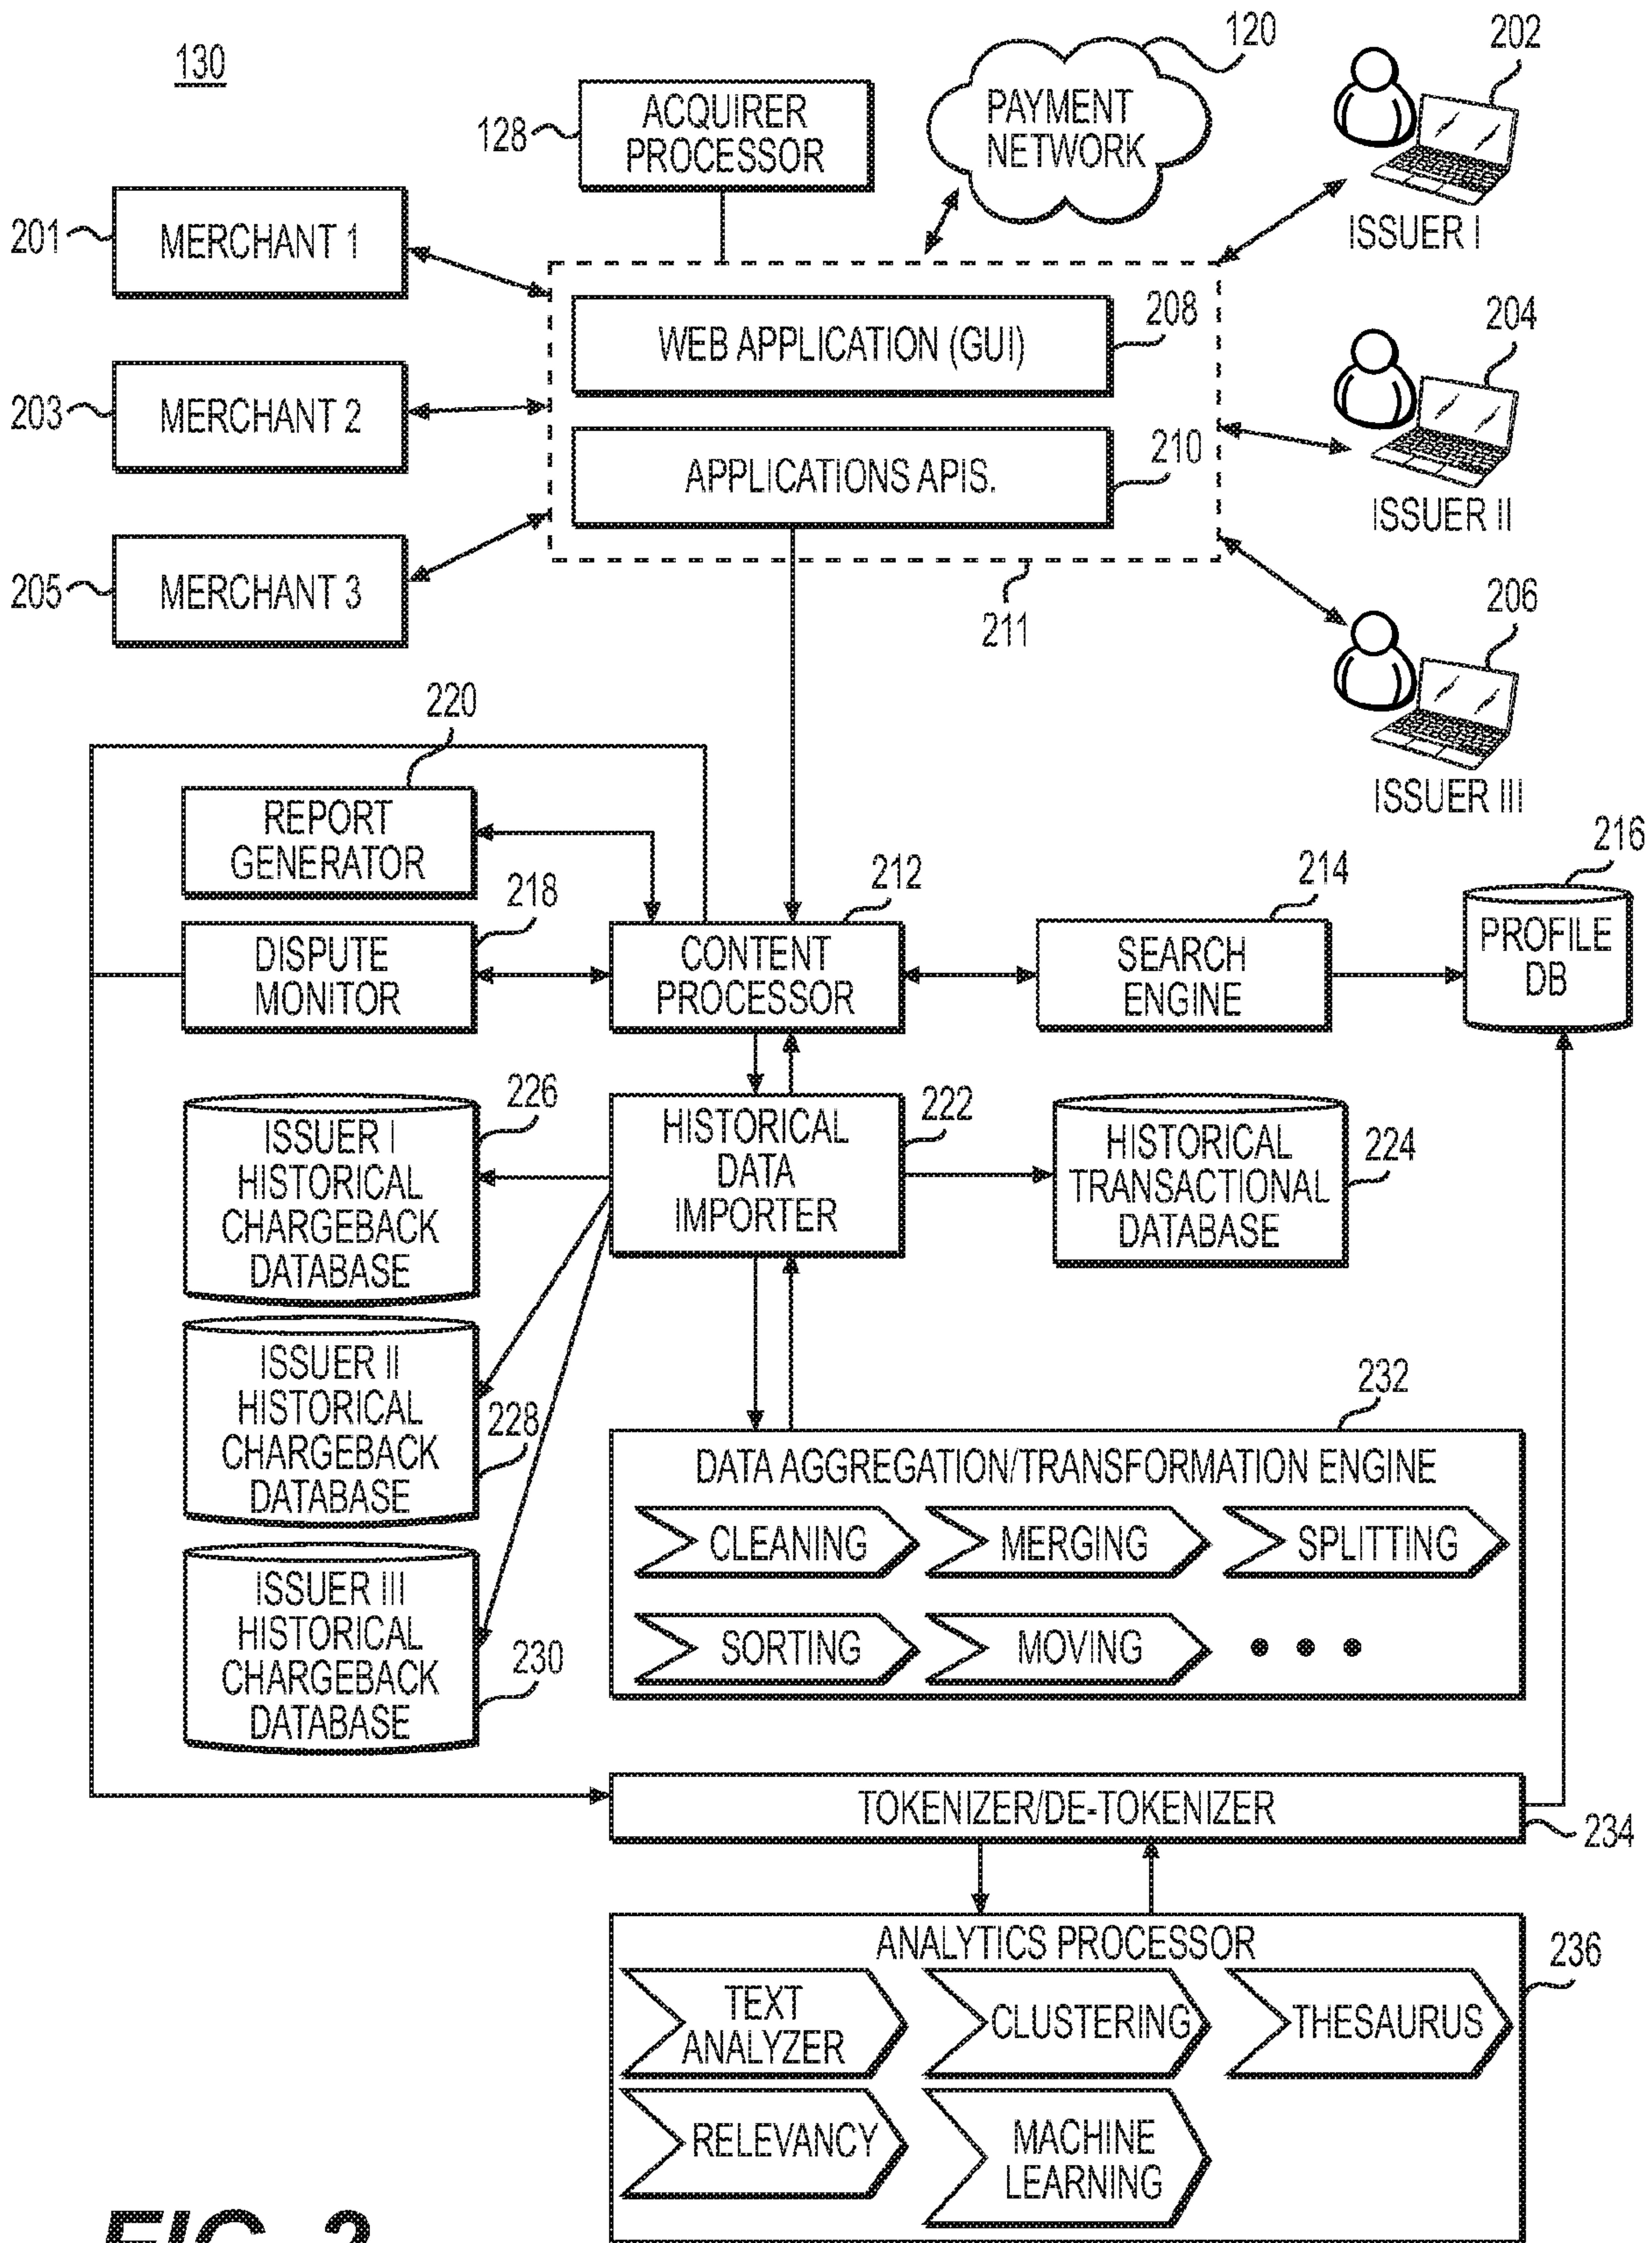 130
120
202
128
ACQUIRER
PROCESSOR
PAYMENT
NETWORK
ISSUER I
201
MERCHANT 1
208
WEB APPLICATION (GUI)
204
203
MERCHANT 2
210
APPLICATIONS APIS.
ISSUER II
205
MERCHANT 3
211
206
ISSUER III
220
REPORT
GENERATOR
218
DISPUTE
MONITOR
212
CONTENT
PROCESSOR
214
SEARCH
ENGINE
216
PROFILE
DB
226
ISSUER I
HISTORICAL
CHARGEBACK
DATABASE
222
HISTORICAL
DATA
IMPORTER
HISTORICAL
TRANSACTIONAL
DATABASE
224
ISSUER II
HISTORICAL
CHARGEBACK
DATABASE
228
232
DATA AGGREGATION/TRANSFORMATION ENGINE
CLEANING
MERGING
SPLITTING
SORTING
MOVING
• • •
ISSUER III
HISTORICAL
CHARGEBACK
DATABASE
230
TOKENIZER/DE-TOKENIZER
234
ANALYTICS PROCESSOR
236
TEXT
ANALYZER
CLUSTERING
THESAURUS
RELEVANCY
MACHINE
LEARNING
FIG. 2